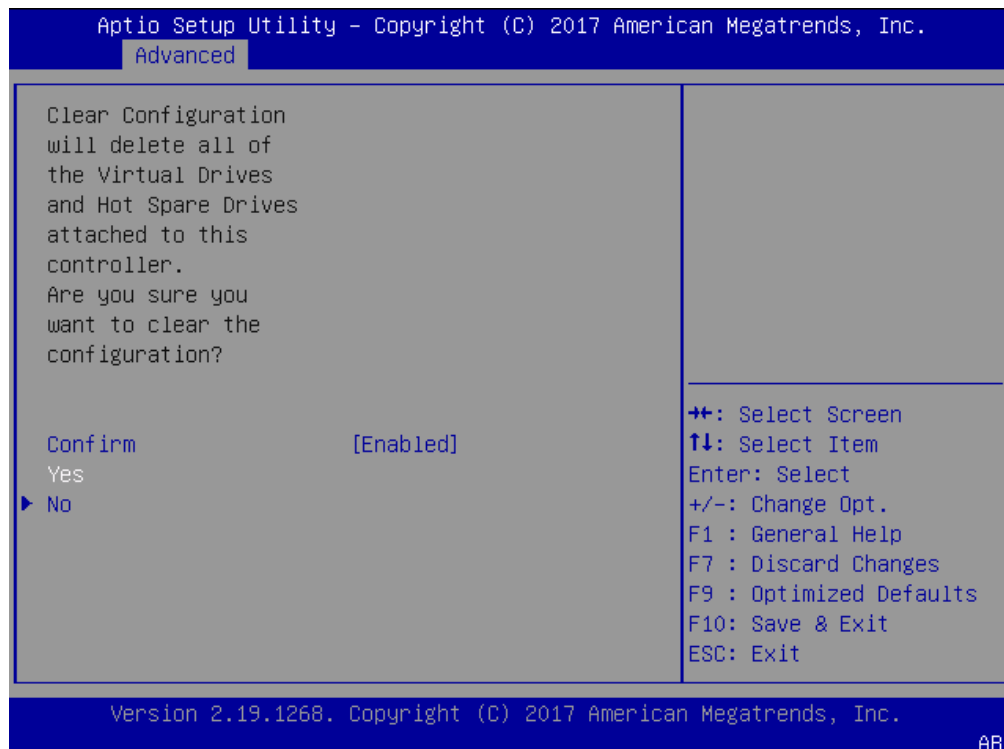 Aptio Setup Utility – Copyright (C) 2017 American Megatrends, Inc.
Advanced
Clear Configuration
will delete all of
the Virtual Drives
and Hot Spare Drives
attached to this
controller.
Are you sure you
want to clear the
configuration?
Confirm [Enabled]
Yes
No
→←: Select Screen
↑↓: Select Item
Enter: Select
+/-: Change Opt.
F1 : General Help
F7 : Discard Changes
F9 : Optimized Defaults
F10: Save & Exit
ESC: Exit
Version 2.19.1268. Copyright (C) 2017 American Megatrends, Inc.
AB